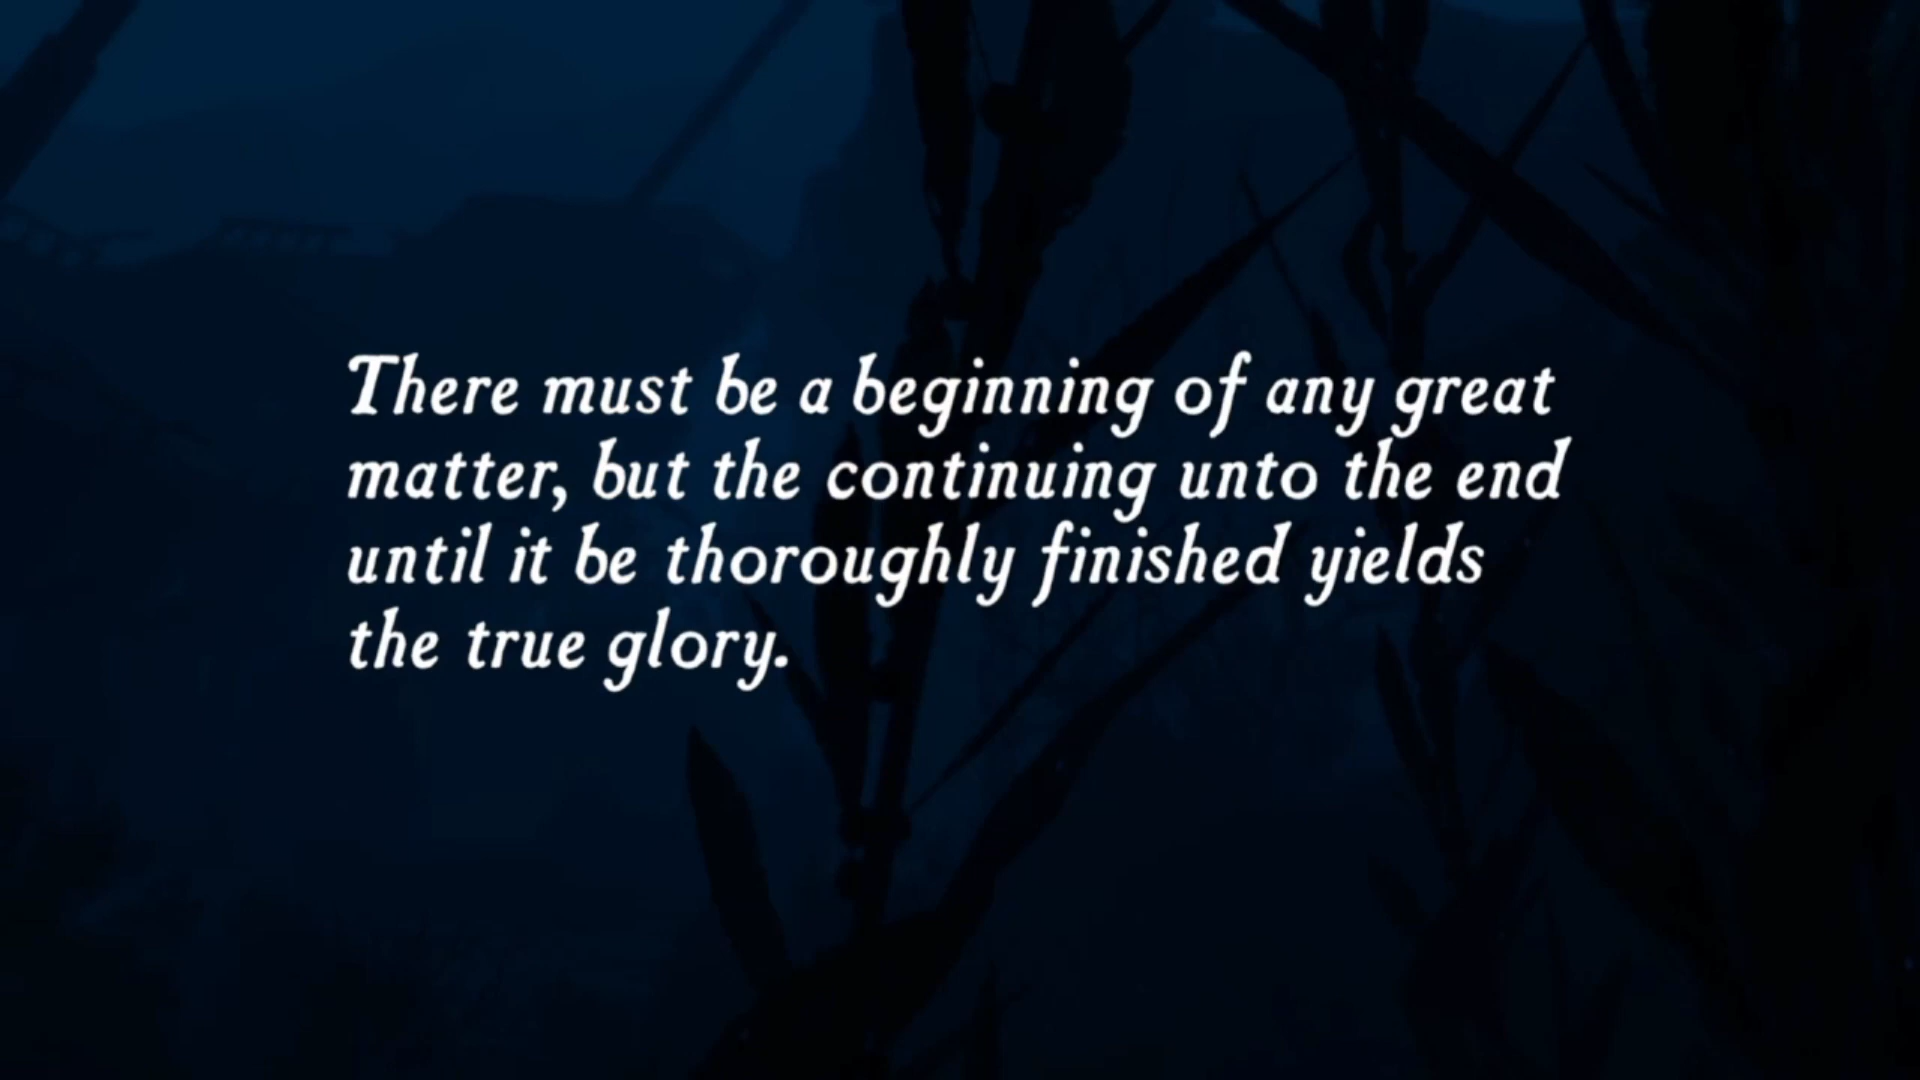 There must be a beginning of any great
matter, but the continuing unto the end
until it be thoroughly finished yields
the true glory.